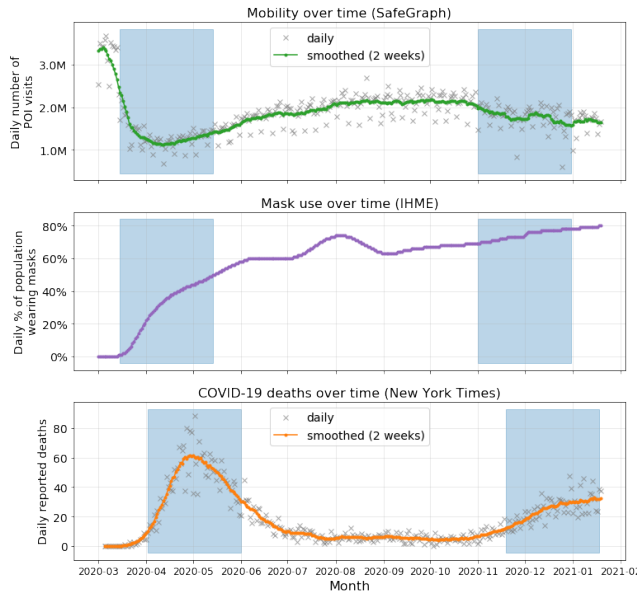 Mobility over time (SafeGraph)
daily
smoothed (2 weeks)
Daily number of
POI visits
3.0M
2.0M
1.0M
Mask use over time (IHME)
Daily % of population
wearing masks
80%
60%
40%
20%
0%
COVID-19 deaths over time (New York Times)
daily
smoothed (2 weeks)
Daily reported deaths
80
60
40
20
0
2020-03 2020-04 2020-05 2020-06 2020-07 2020-08 2020-09 2020-10 2020-11 2020-12 2021-01 2021-02
Month